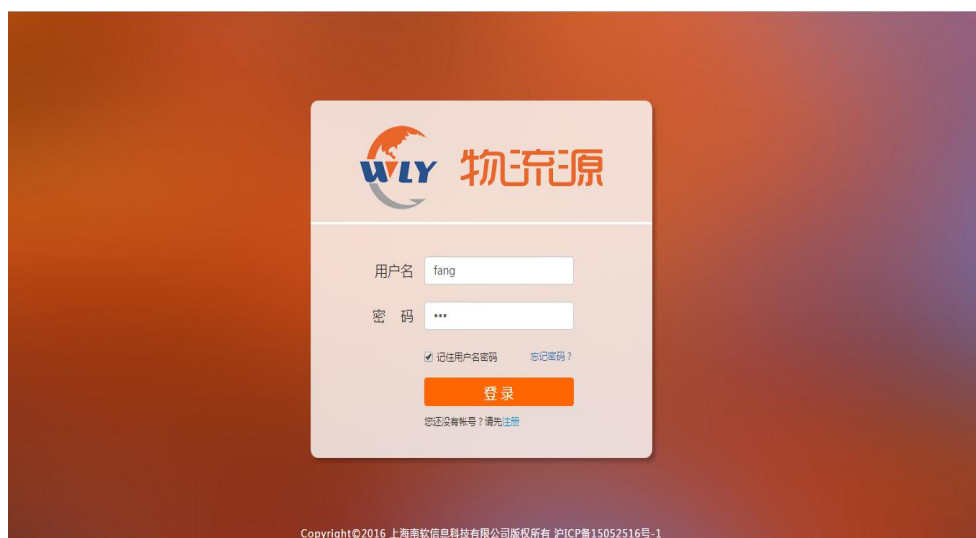 WLY 物流源
用户名 fang
密 码 •••
记住用户名密码 忘记密码？
登录
您还没有帐号？请先注册
Copyright©2016 上海南软信息科技有限公司版权所有 沪ICP备15052516号-1